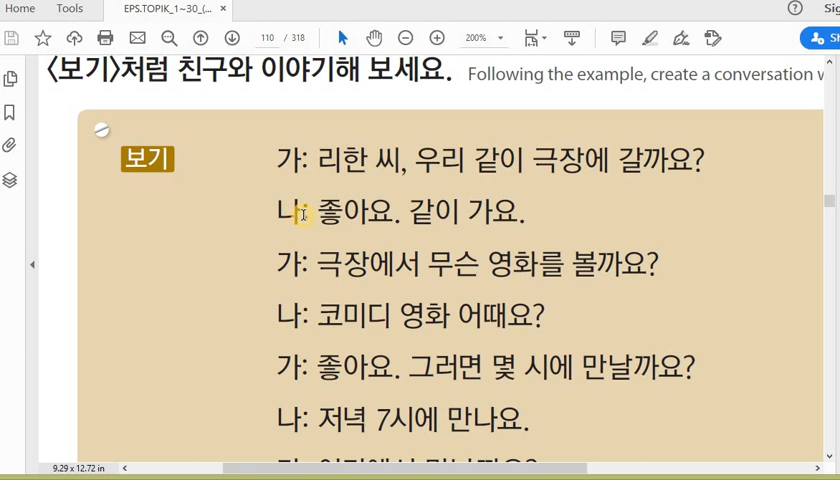 Home Tools EPS.TOPIK_1~30_(... × Sig
110 / 318 200% Sh
<보기>처럼 친구와 이야기해 보세요. Following the example, create a conversation w
보기 가: 리한 씨, 우리 같이 극장에 갈까요?
나: 좋아요. 같이 가요.
가: 극장에서 무슨 영화를 볼까요?
나: 코미디 영화 어때요?
가: 좋아요. 그러면 몇 시에 만날까요?
나: 저녁 7시에 만나요.
9.29 x 12.72 in